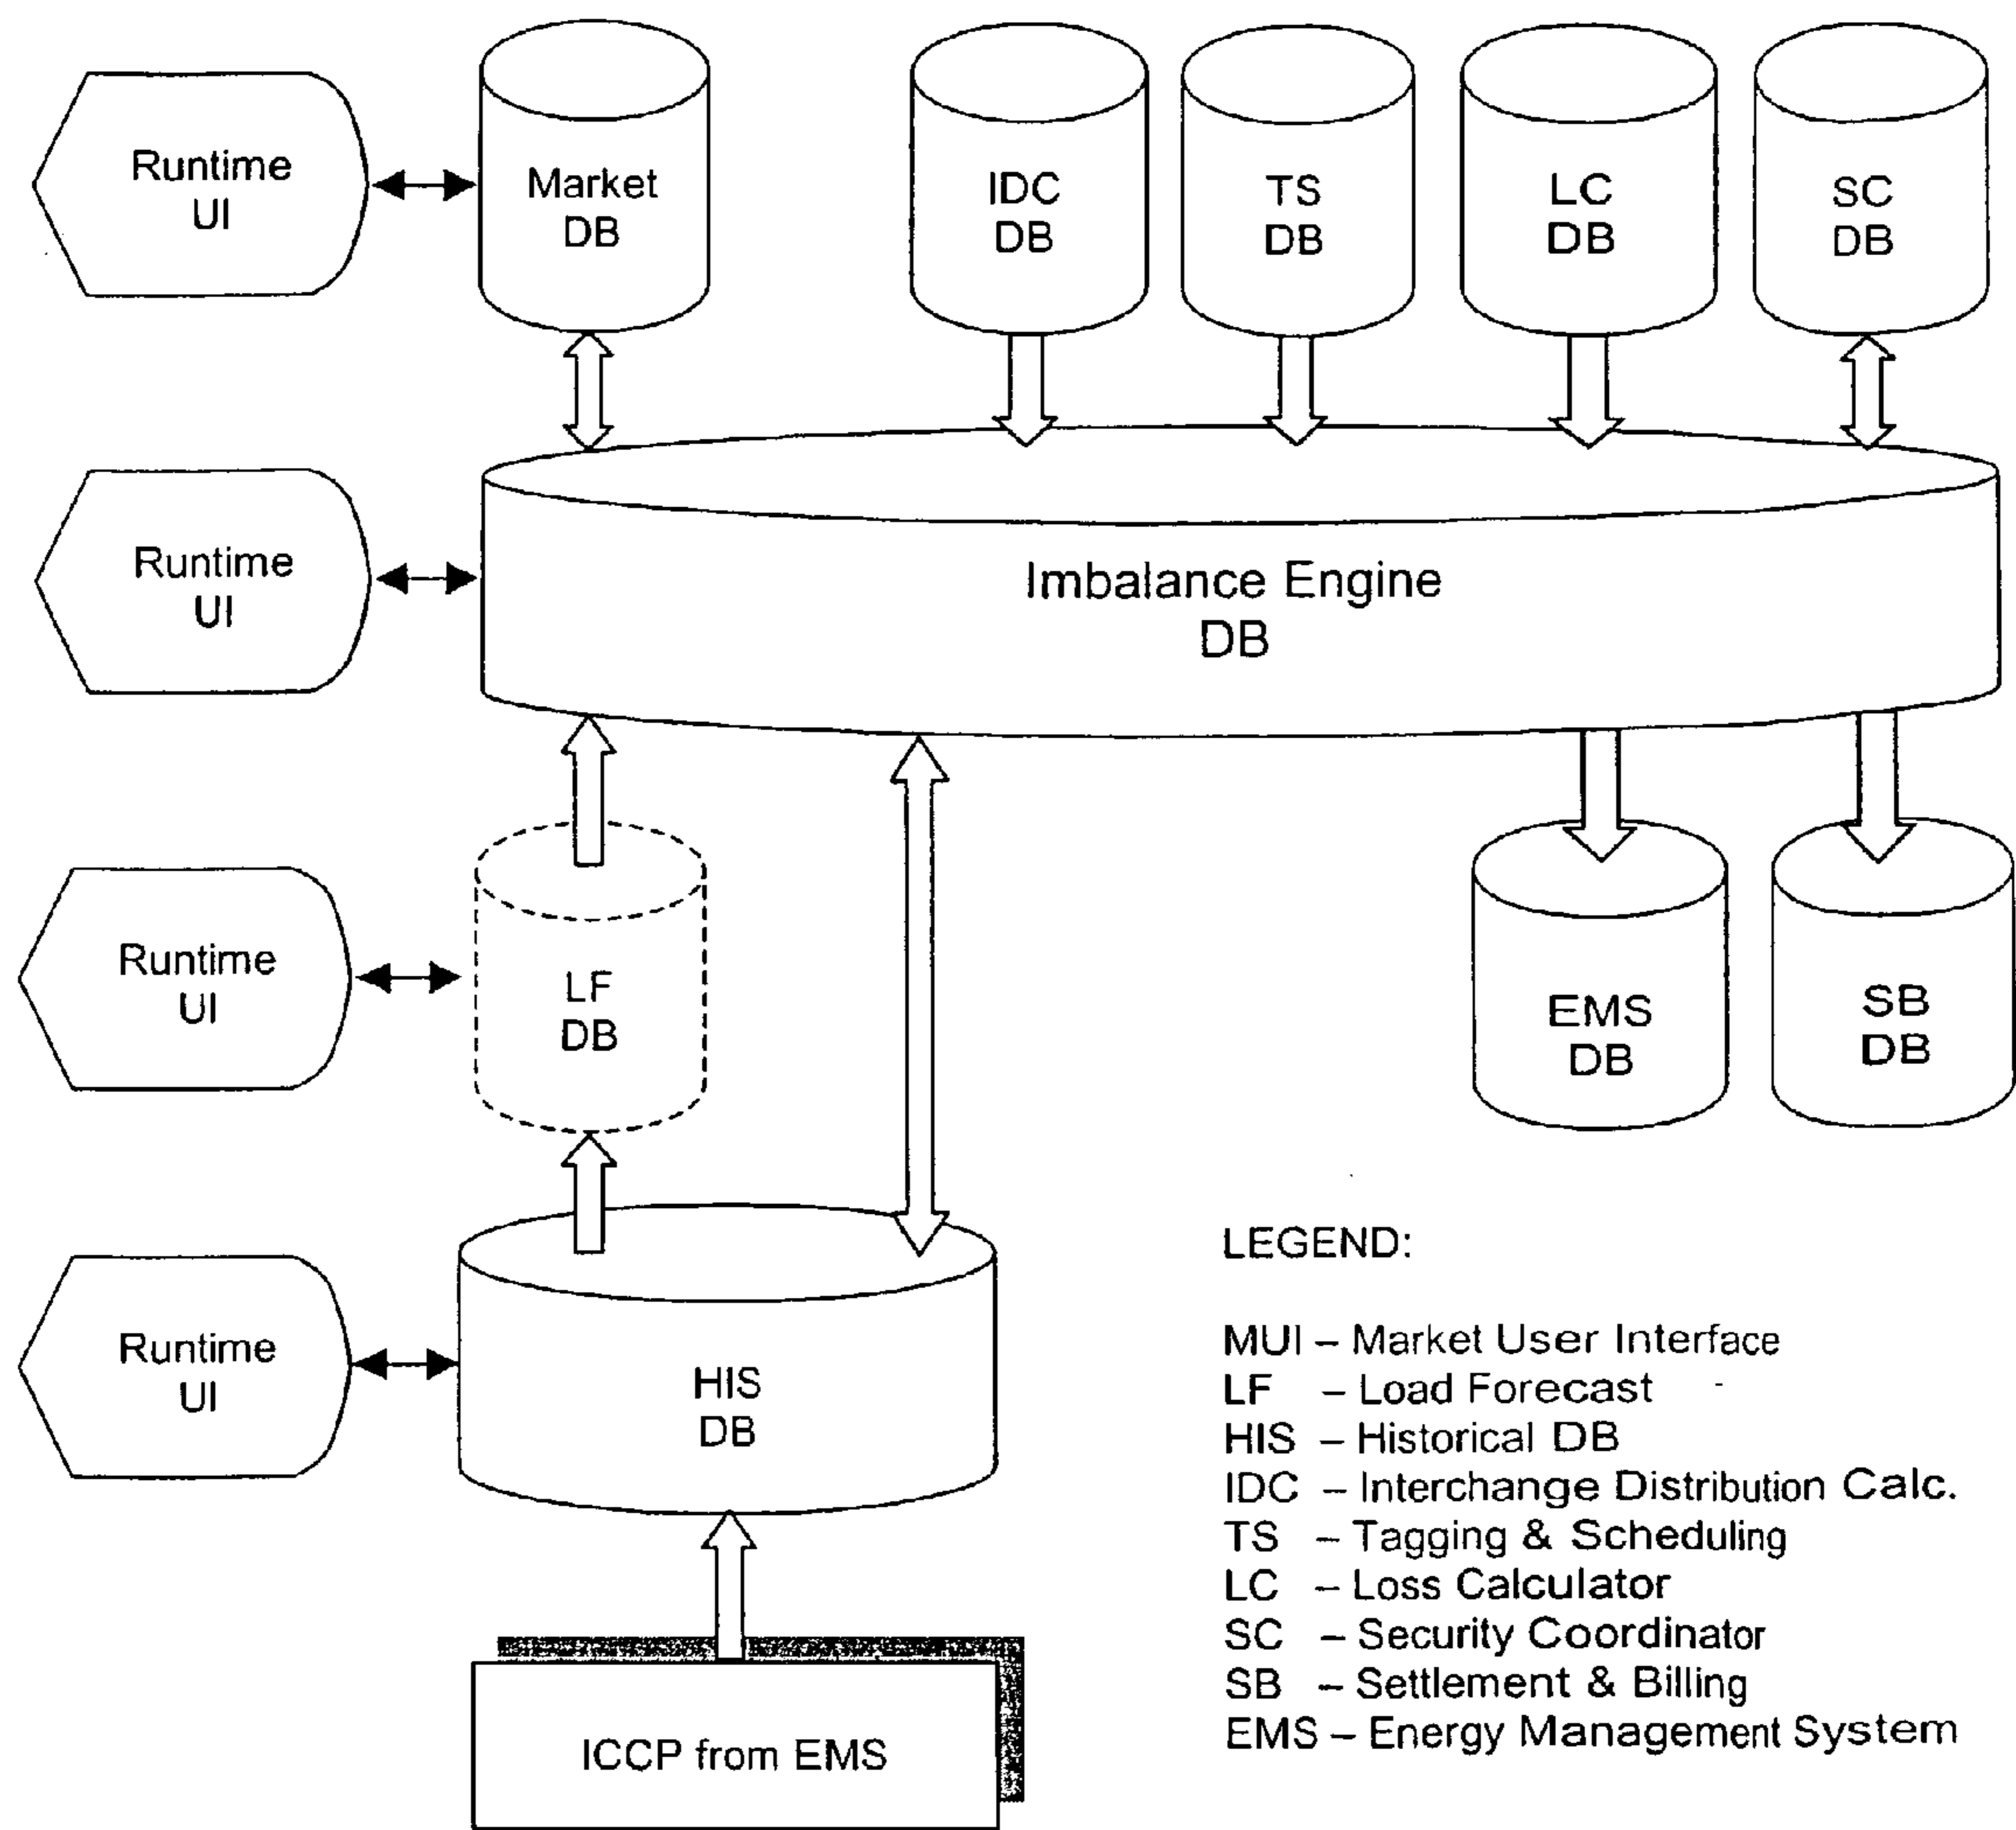 Runtime
UI
Market
DB
IDC
DB
TS
DB
LC
DB
SC
DB
Runtime
UI
Imbalance Engine
DB
Runtime
UI
LF
DB
EMS
DB
SB
DB
Runtime
UI
HIS
DB
ICCP from EMS
LEGEND:
MUI – Market User Interface
LF – Load Forecast
HIS – Historical DB
IDC – Interchange Distribution Calc.
TS – Tagging & Scheduling
LC – Loss Calculator
SC – Security Coordinator
SB – Settlement & Billing
EMS – Energy Management System